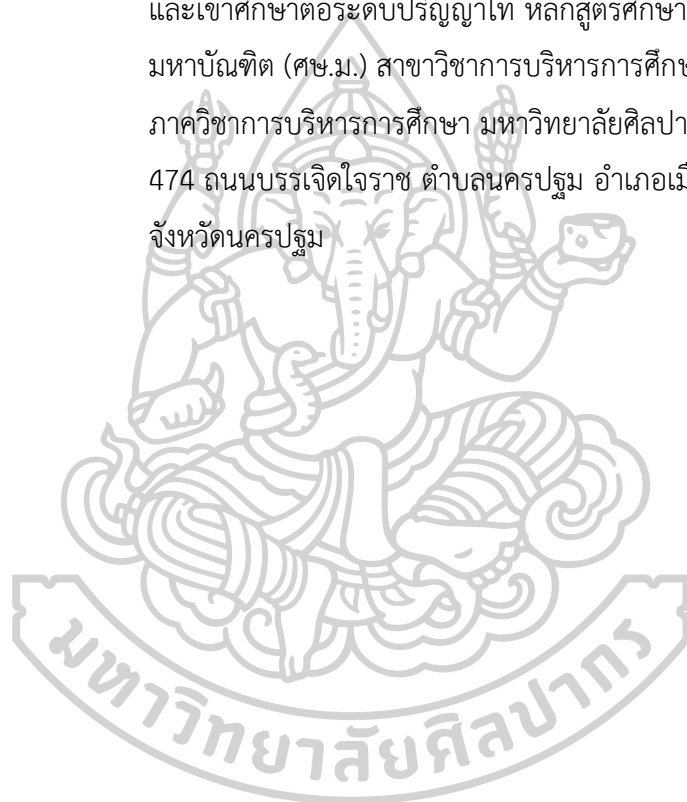 และเข้าศึกษาต่อระดับปริญญาโท หลักสูตรศึกษา
มหาบัณฑิต (ศษ.ม.) สาขาวิชาการบริหารการศึก
ภาควิชาการบริหารการศึกษา มหาวิทยาลัยศิลปา
474 ถนนบรรเจิดใจราช ตำบลนครปฐม อำเภอเมื
จังหวัดนครปฐม
มหาวิทยาลัยศิลปากร